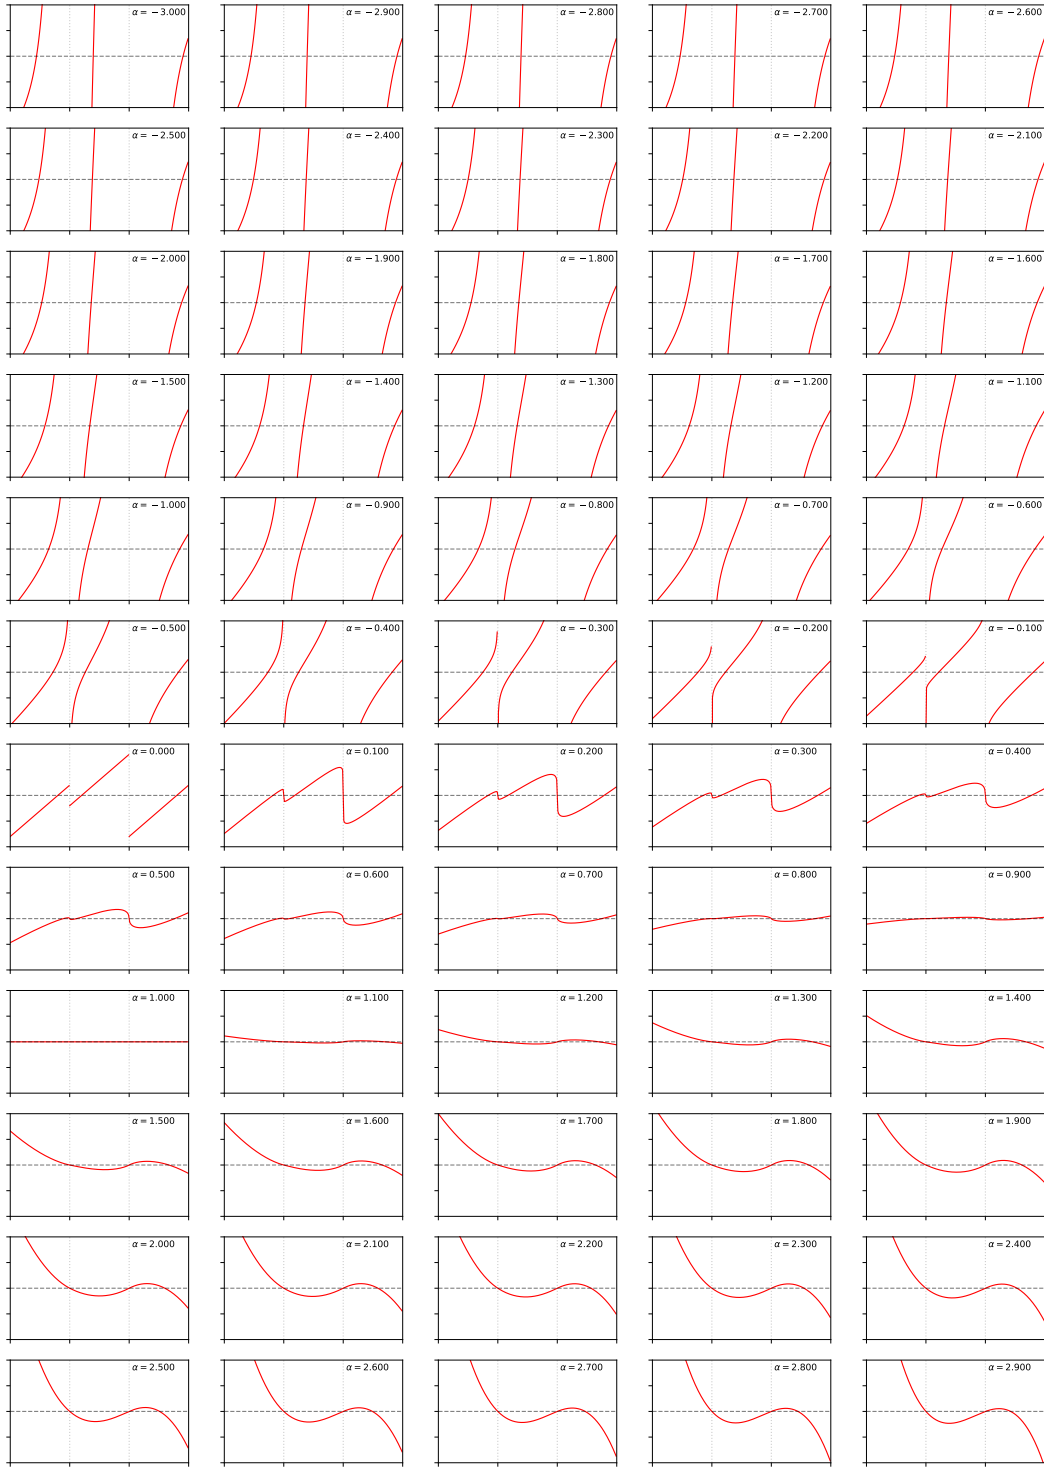 α = −3.000 α = −2.900 α = −2.800 α = −2.700 α = −2.600
α = −2.500 α = −2.400 α = −2.300 α = −2.200 α = −2.100
α = −2.000 α = −1.900 α = −1.800 α = −1.700 α = −1.600
α = −1.500 α = −1.400 α = −1.300 α = −1.200 α = −1.100
α = −1.000 α = −0.900 α = −0.800 α = −0.700 α = −0.600
α = −0.500 α = −0.400 α = −0.300 α = −0.200 α = −0.100
α = 0.000 α = 0.100 α = 0.200 α = 0.300 α = 0.400
α = 0.500 α = 0.600 α = 0.700 α = 0.800 α = 0.900
α = 1.000 α = 1.100 α = 1.200 α = 1.300 α = 1.400
α = 1.500 α = 1.600 α = 1.700 α = 1.800 α = 1.900
α = 2.000 α = 2.100 α = 2.200 α = 2.300 α = 2.400
α = 2.500 α = 2.600 α = 2.700 α = 2.800 α = 2.900